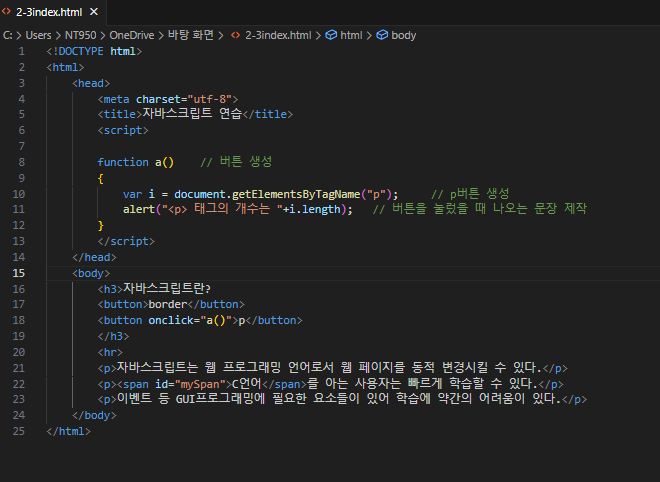 2-3index.html ×
C: > Users > NT950 > OneDrive > 바탕 화면 > 2-3index.html > html > body
1 <!DOCTYPE html>
2 <html>
3 <head>
4 <meta charset="utf-8">
5 <title>자바스크립트 연습</title>
6 <script>
7
8 function a() // 버튼 생성
9 {
10 var i = document.getElementsByTagName("p"); // p버튼 생성
11 alert("<p> 태그의 개수는 "+i.length); // 버튼을 눌렀을 때 나오는 문장 제작
12 }
13 </script>
14 </head>
15 <body>
16 <h3>자바스크립트란?
17 <button>border</button>
18 <button onclick="a()">p</button>
19 </h3>
20 <hr>
21 <p>자바스크립트는 웹 프로그래밍 언어로서 웹 페이지를 동적 변경시킬 수 있다.</p>
22 <p><span id="mySpan">C언어</span>를 아는 사용자는 빠르게 학습할 수 있다.</p>
23 <p>이벤트 등 GUI프로그래밍에 필요한 요소들이 있어 학습에 약간의 어려움이 있다.</p>
24 </body>
25 </html>